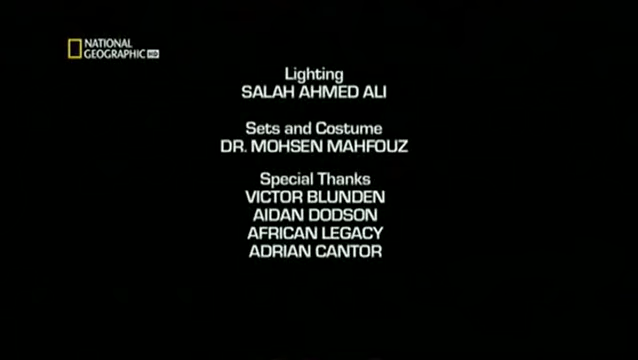 NATIONAL
GEOGRAPHIC HD
Lighting
SALAH AHMED ALI
Sets and Costume
DR. MOHSEN MAHFOUZ
Special Thanks
VICTOR BLUNDEN
AIDAN DODSON
AFRICAN LEGACY
ADRIAN CANTOR